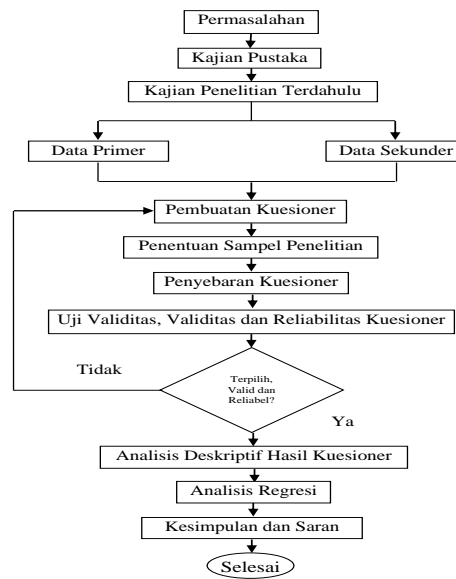 Permasalahan
Kajian Pustaka
Kajian Penelitian Terdahulu
Data Primer
Data Sekunder
Pembuatan Kuesioner
Penentuan Sampel Penelitian
Penyebaran Kuesioner
Uji Validitas, Validitas dan Reliabilitas Kuesioner
Tidak
Terpilih,
Valid dan
Reliabel?
Ya
Analisis Deskriptif Hasil Kuesioner
Analisis Regresi
Kesimpulan dan Saran
Selesai